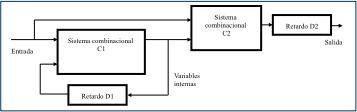 Sistema
combinacional
C2
Retardo D2
Sistema combinacional
C1
Entrada
Salida
Variables
internas
Retardo D1